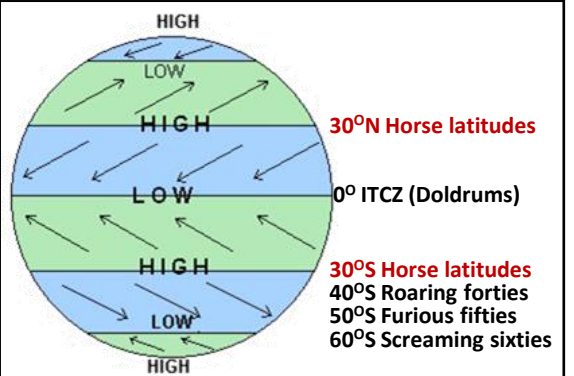 HIGH
LOW
HIGH
30ᴼN Horse latitudes
LOW
0ᴼ ITCZ (Doldrums)
HIGH
30ᴼS Horse latitudes
40ᴼS Roaring forties
50ᴼS Furious fifties
LOW
60ᴼS Screaming sixties
HIGH